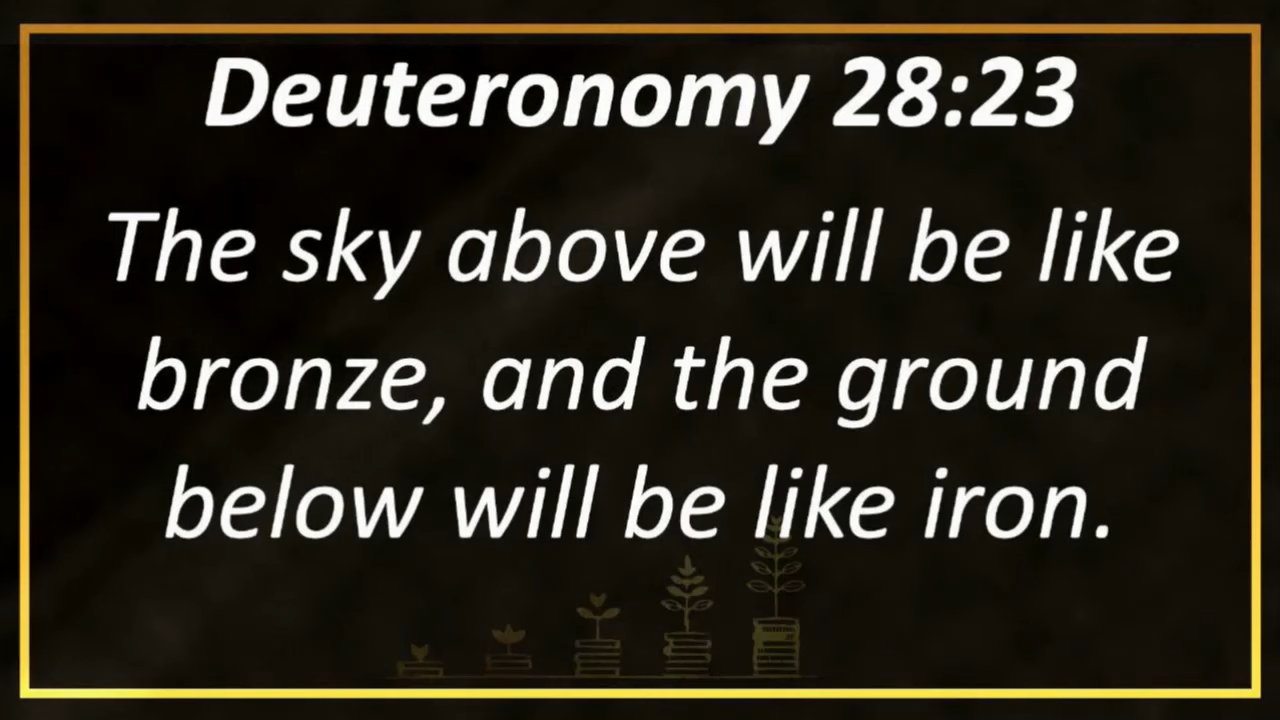 Deuteronomy 28:23
The sky above will be like
bronze, and the ground
below will be like iron.